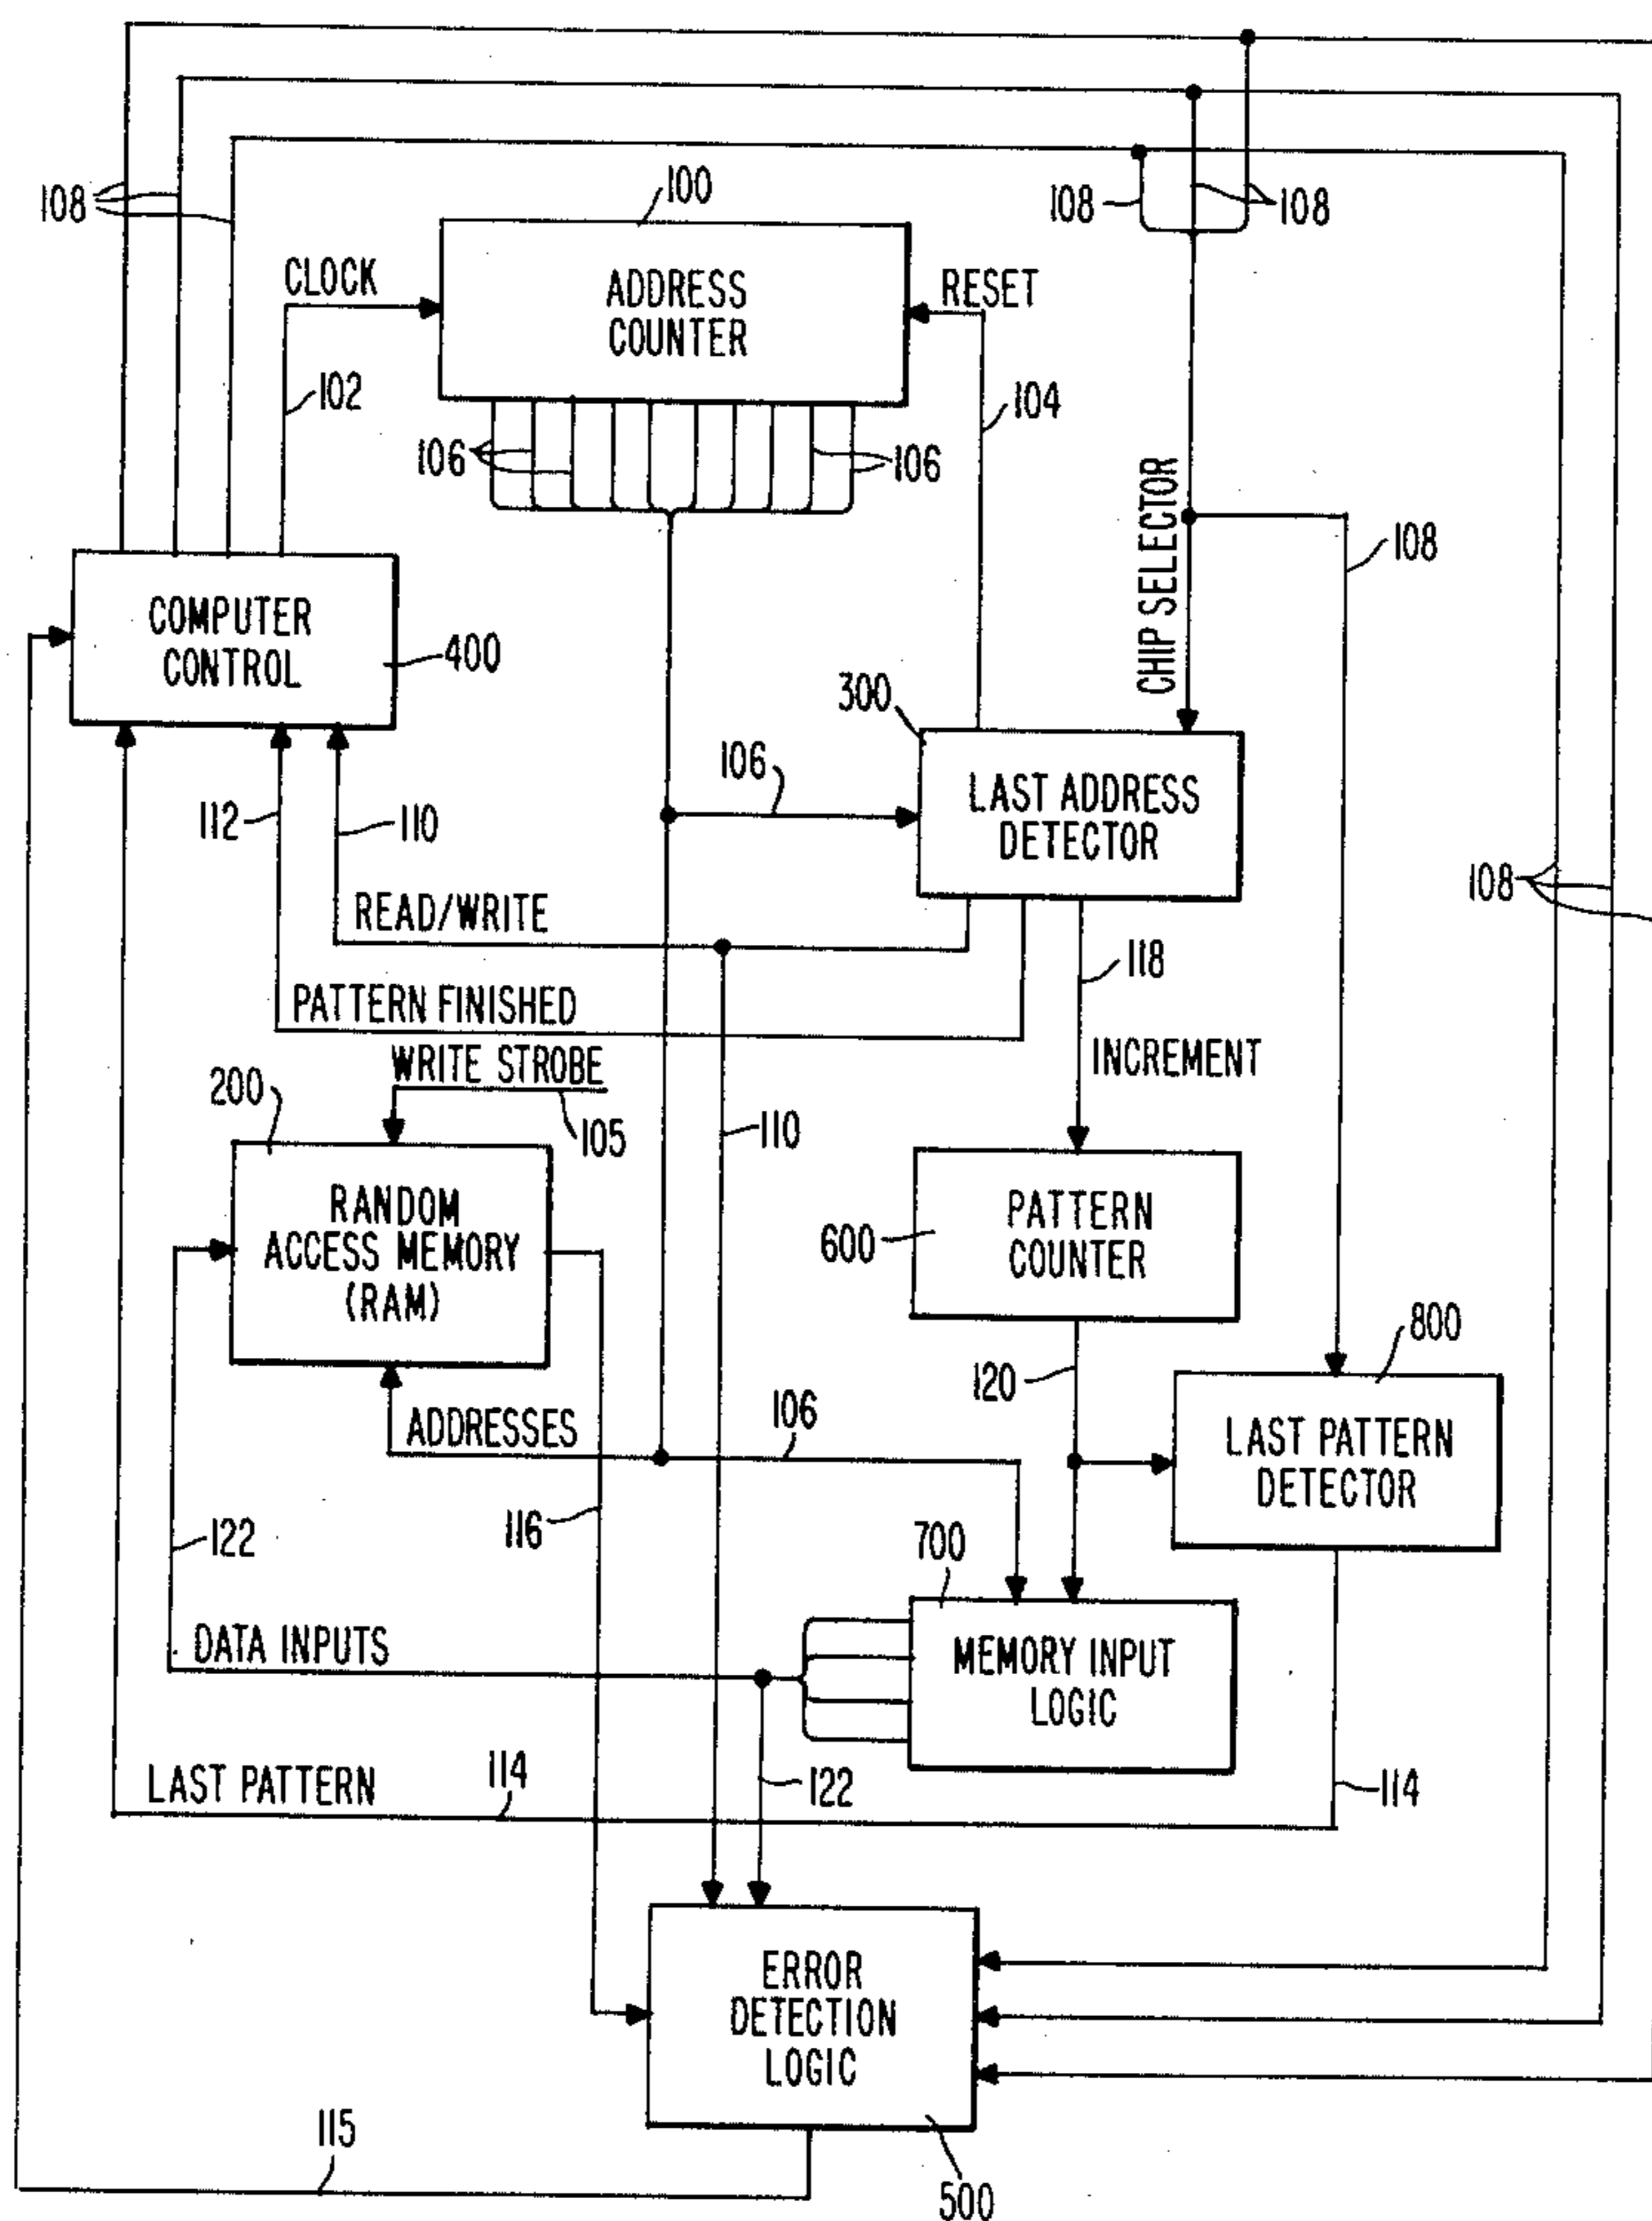 100
108
108
108
CLOCK
RESET
ADDRESS
COUNTER
102
104
106
106
CHIP SELECTOR
108
COMPUTER
CONTROL
400
300
106
LAST ADDRESS
DETECTOR
112
110
108
READ/WRITE
118
PATTERN FINISHED
INCREMENT
WRITE STROBE
200
105
110
RANDOM
ACCESS MEMORY
(RAM)
PATTERN
COUNTER
600
800
120
106
ADDRESSES
LAST PATTERN
DETECTOR
116
122
700
DATA INPUTS
MEMORY INPUT
LOGIC
122
LAST PATTERN
114
114
ERROR
DETECTION
LOGIC
115
500